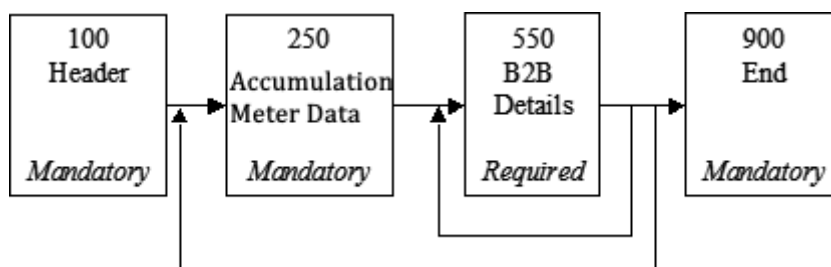 100
Header
Mandatory
250
Accumulation
Meter Data
Mandatory
550
B2B
Details
Required
900
End
Mandatory